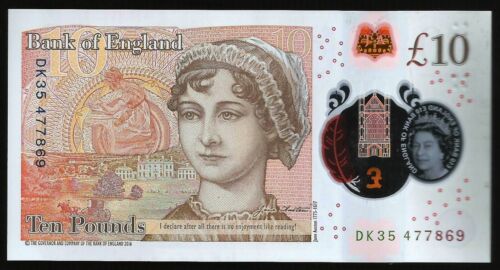 Bank of England
10
£10
DK35 477869
Ten Pounds
I declare after all there is no enjoyment like reading!
Jane Austen 1775-1817
© THE GOVERNOR AND COMPANY OF THE BANK OF ENGLAND 2016
DK35 477869